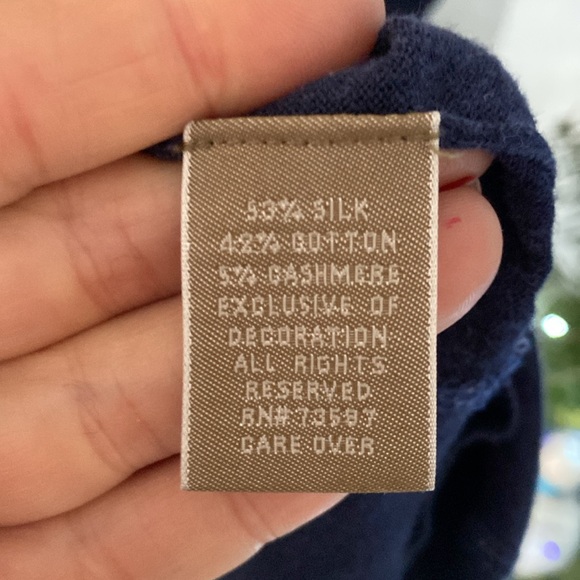 53% SILK
42% COTTON
5% CASHMERE
EXCLUSIVE OF
DECORATION
ALL RIGHTS
RESERVED
RN# 73597
CARE OVER